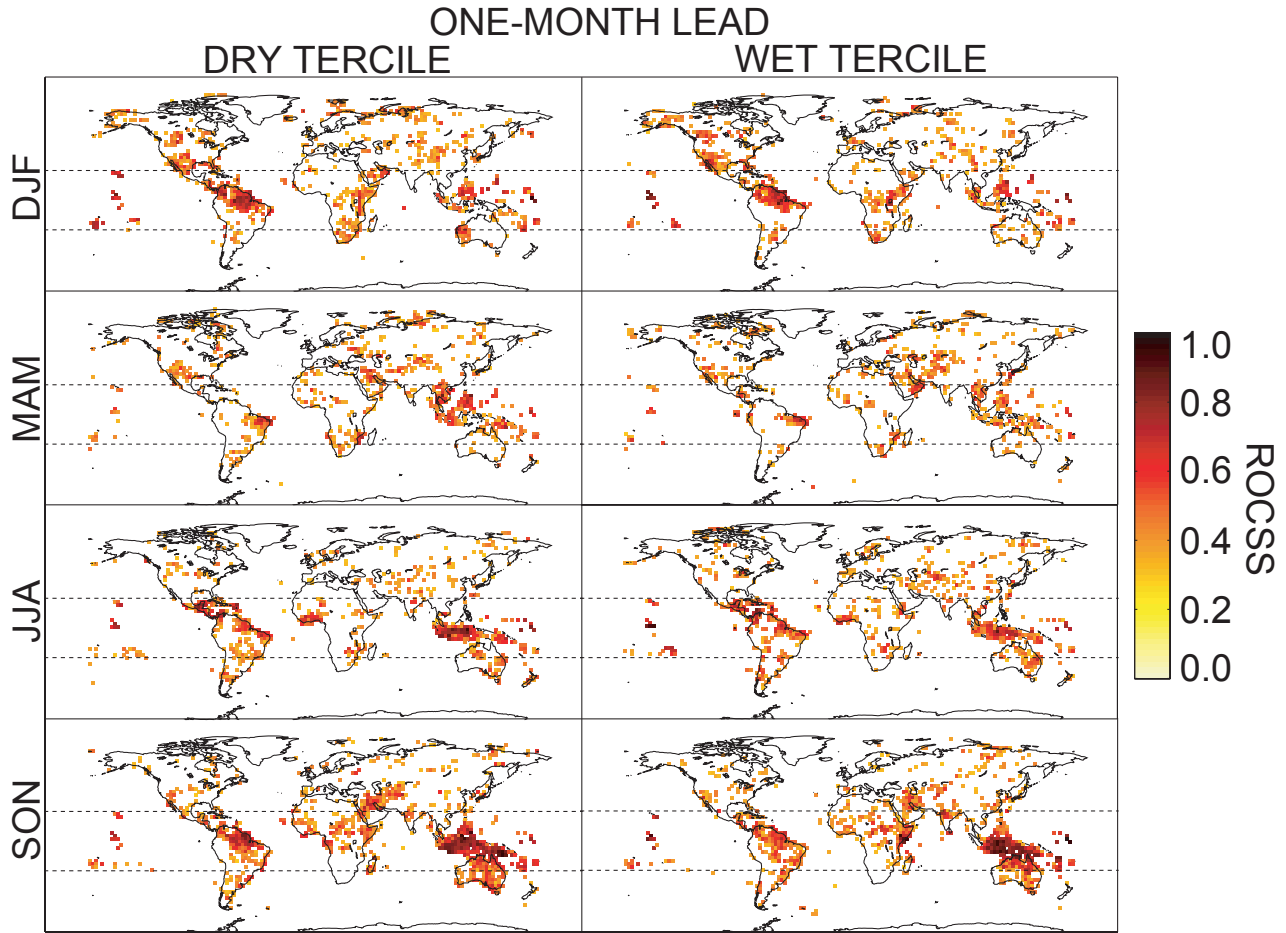 ONE-MONTH LEAD
DRY TERCILE
WET TERCILE
DJF
MAM
JJA
SON
1.0
0.8
0.6
0.4
0.2
0.0
ROCSS